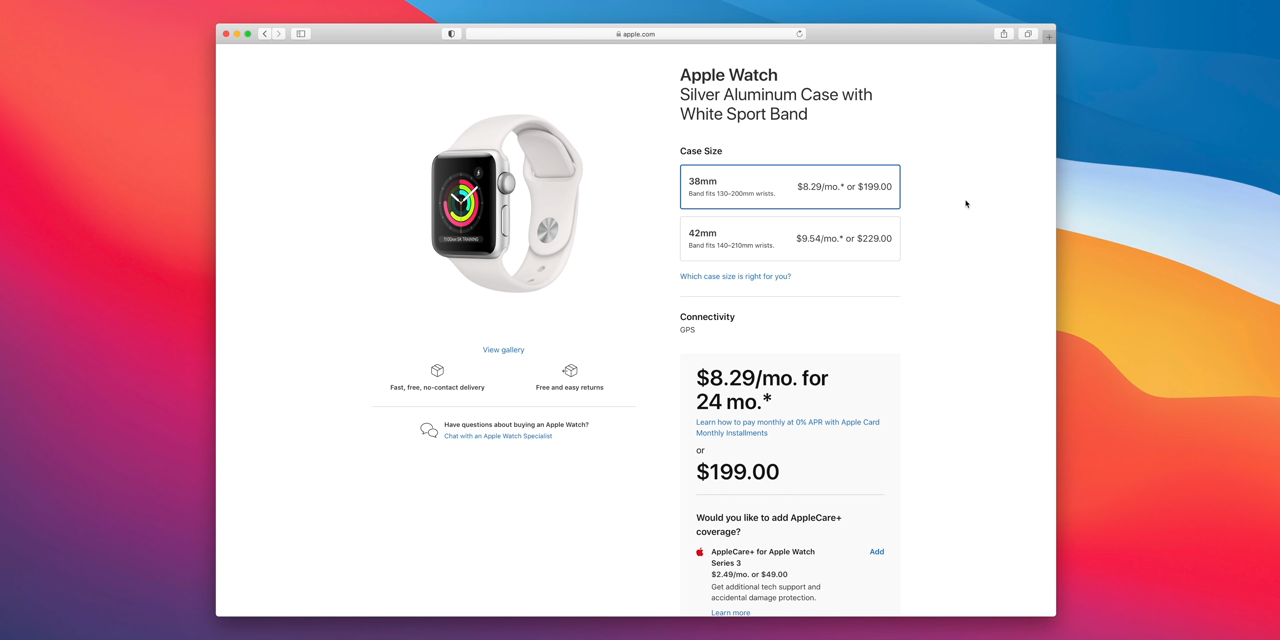 apple.com
Apple Watch
Silver Aluminum Case with
White Sport Band
Case Size
38mm
Band fits 130–200mm wrists.
$8.29/mo.* or $199.00
42mm
Band fits 140–210mm wrists.
$9.54/mo.* or $229.00
Which case size is right for you?
Connectivity
GPS
View gallery
Fast, free, no-contact delivery
Free and easy returns
Have questions about buying an Apple Watch?
Chat with an Apple Watch Specialist
$8.29/mo. for
24 mo.*
Learn how to pay monthly at 0% APR with Apple Card
Monthly Installments
or
$199.00
Would you like to add AppleCare+
coverage?
AppleCare+ for Apple Watch
Series 3
Add
$2.49/mo. or $49.00
Get additional tech support and
accidental damage protection.
Learn more